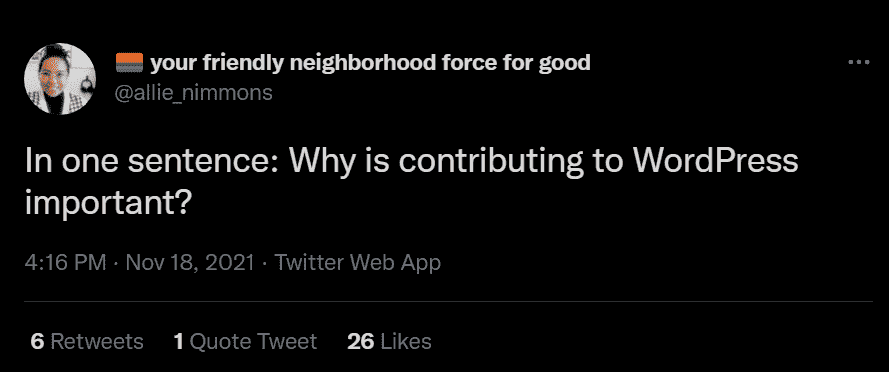 your friendly neighborhood force for good
@allie_nimmons
In one sentence: Why is contributing to WordPress
important?
4:16 PM · Nov 18, 2021 · Twitter Web App
6 Retweets 1 Quote Tweet 26 Likes